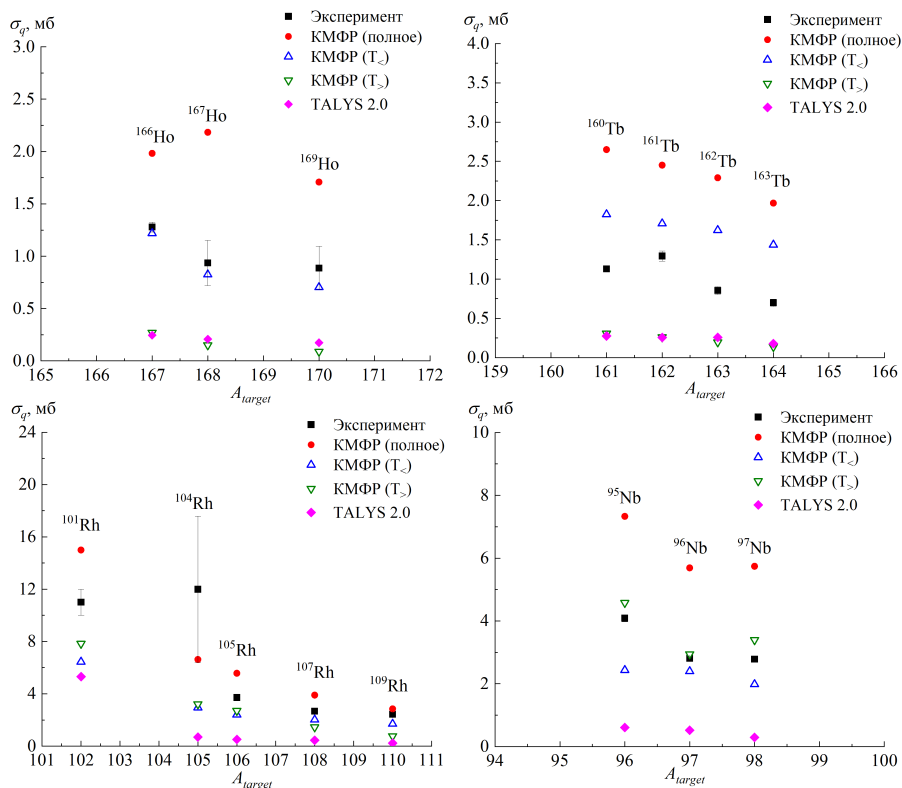 σq, мб
Эксперимент
КМФР (полное)
КМФР (T<)
КМФР (T>)
TALYS 2.0
3.0
2.5
2.0
1.5
1.0
0.5
0.0
166Ho
167Ho
169Ho
165 166 167 168 169 170 171 172
Atarget
σq, мб
Эксперимент
КМФР (полное)
КМФР (T<)
КМФР (T>)
TALYS 2.0
4.0
3.5
3.0
2.5
2.0
1.5
1.0
0.5
0.0
160Tb
161Tb
162Tb
163Tb
159 160 161 162 163 164 165 166
Atarget
σq, мб
Эксперимент
КМФР (полное)
КМФР (T<)
КМФР (T>)
TALYS 2.0
24
20
16
12
8
4
0
101Rh
104Rh
105Rh
107Rh
109Rh
101 102 103 104 105 106 107 108 109 110 111
Atarget
σq, мб
Эксперимент
КМФР (полное)
КМФР (T<)
КМФР (T>)
TALYS 2.0
10
8
6
4
2
0
95Nb
96Nb
97Nb
94 95 96 97 98 99 100
Atarget